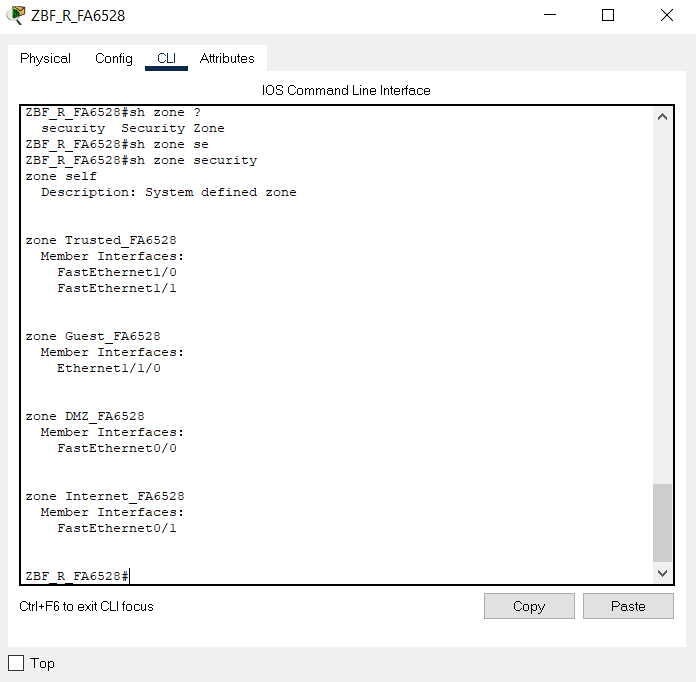 ZBF_R_FA6528
Physical Config CLI Attributes
IOS Command Line Interface
ZBF_R_FA6528#sh zone ?
  security  Security Zone
ZBF_R_FA6528#sh zone se
ZBF_R_FA6528#sh zone security
zone self
  Description: System defined zone
zone Trusted_FA6528
  Member Interfaces:
    FastEthernet1/0
    FastEthernet1/1
zone Guest_FA6528
  Member Interfaces:
    Ethernet1/1/0
zone DMZ_FA6528
  Member Interfaces:
    FastEthernet0/0
zone Internet_FA6528
  Member Interfaces:
    FastEthernet0/1
ZBF_R_FA6528#
Ctrl+F6 to exit CLI focus
Copy Paste
Top